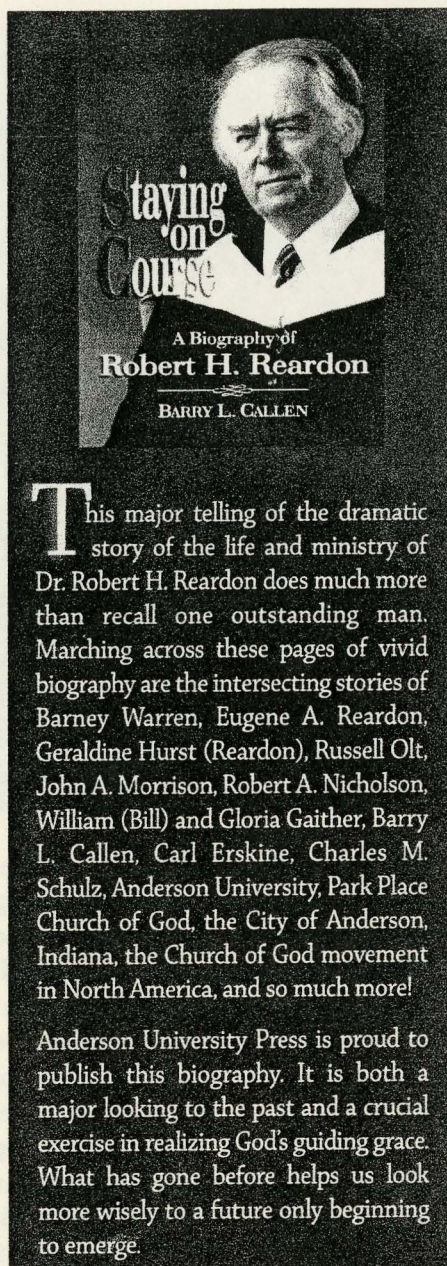 Staying
on
Course
A Biography of
Robert H. Reardon
BARRY L. CALLEN
This major telling of the dramatic
story of the life and ministry of
Dr. Robert H. Reardon does much more
than recall one outstanding man.
Marching across these pages of vivid
biography are the intersecting stories of
Barney Warren, Eugene A. Reardon,
Geraldine Hurst (Reardon), Russell Olt,
John A. Morrison, Robert A. Nicholson,
William (Bill) and Gloria Gaither, Barry
L. Callen, Carl Erskine, Charles M.
Schulz, Anderson University, Park Place
Church of God, the City of Anderson,
Indiana, the Church of God movement
in North America, and so much more!
Anderson University Press is proud to
publish this biography. It is both a
major looking to the past and a crucial
exercise in realizing God's guiding grace.
What has gone before helps us look
more wisely to a future only beginning
to emerge.